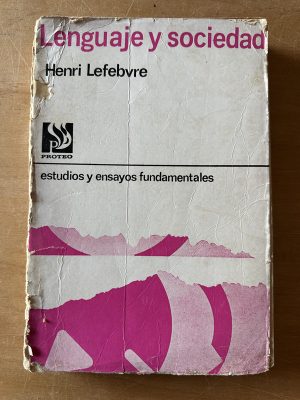 Lenguaje y sociedad
Henri Lefebvre
P
PROTEO
estudios y ensayos fundamentales